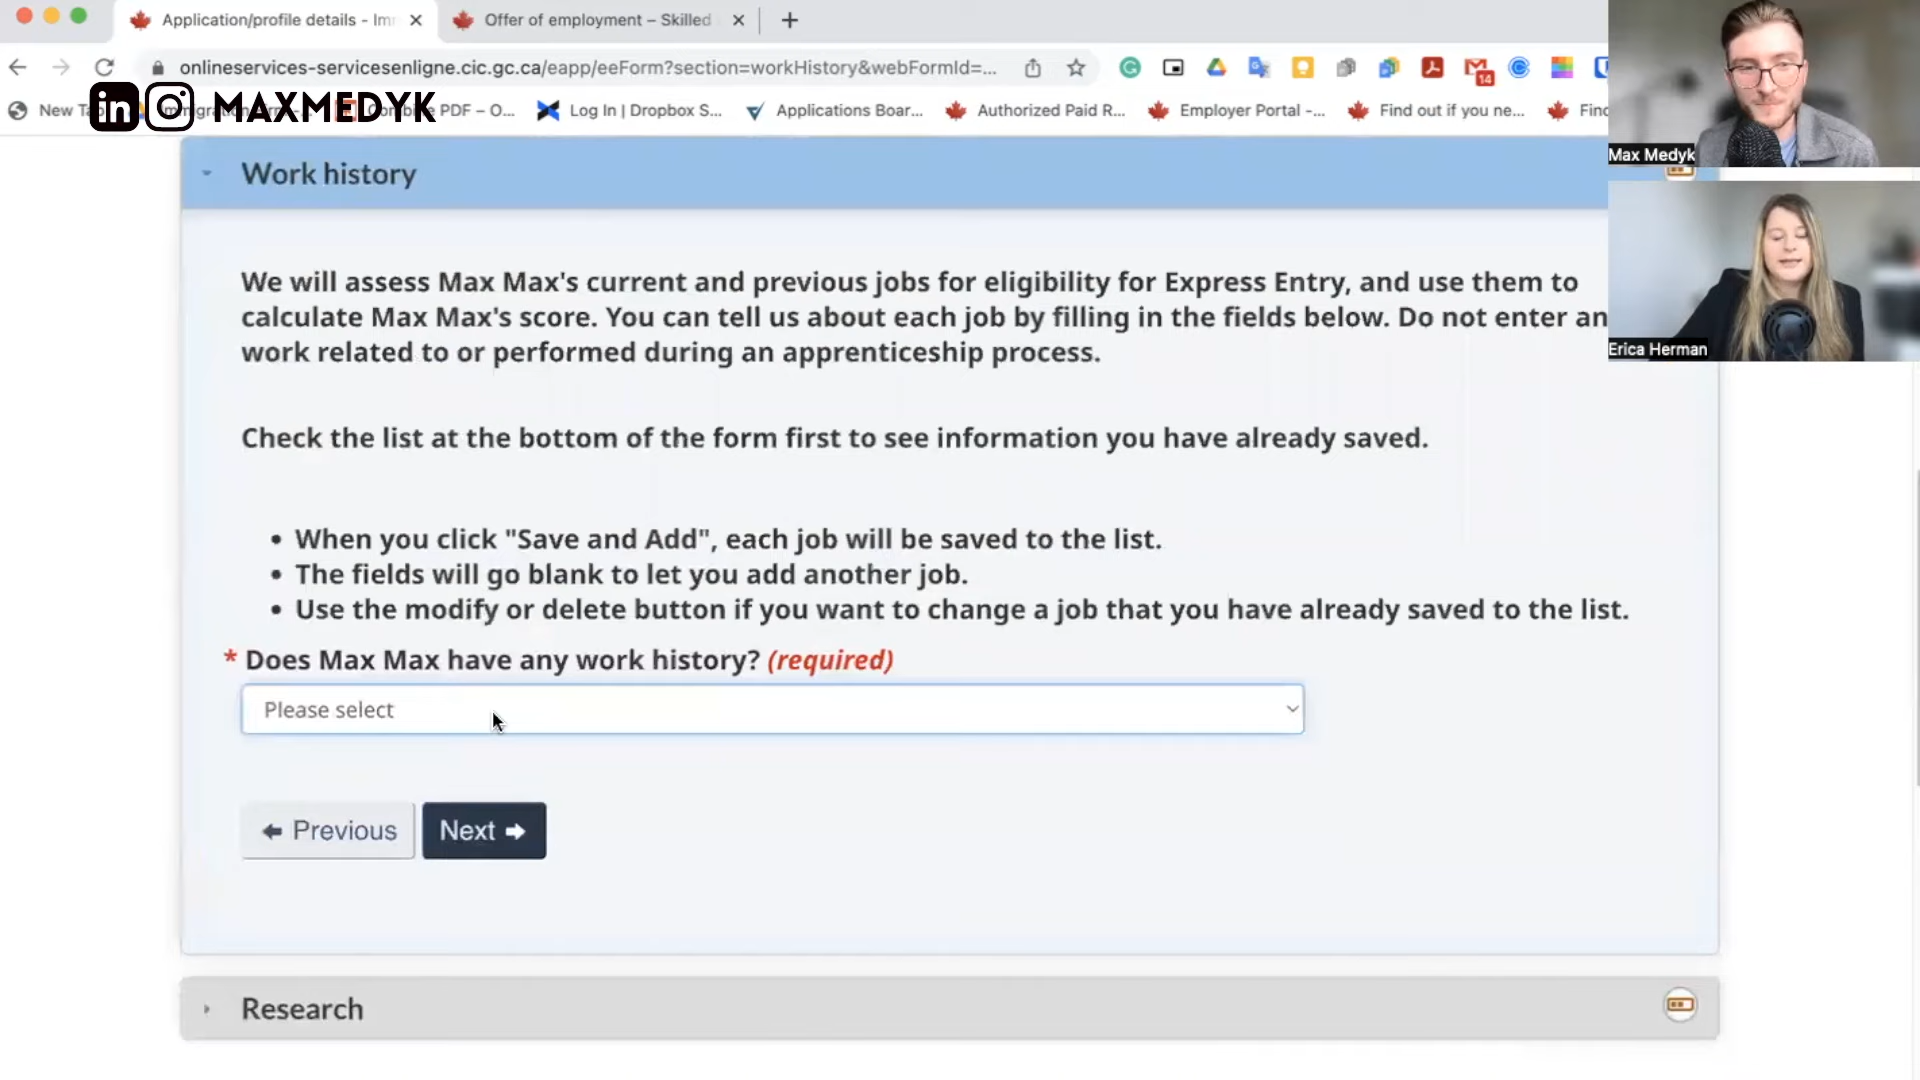 Application/profile details - Im
Offer of employment – Skilled
onlineservices-servicesenligne.cic.gc.ca/eapp/eeForm?section=workHistory&webFormId=...
14
New Ta
in MAXMEDYK
PDF – O...
Log In | Dropbox S...
Applications Boar...
Authorized Paid R...
Employer Portal -...
Find out if you ne...
Find
Max Medyk
Erica Herman
Work history
We will assess Max Max's current and previous jobs for eligibility for Express Entry, and use them to
calculate Max Max's score. You can tell us about each job by filling in the fields below. Do not enter an
work related to or performed during an apprenticeship process.
Check the list at the bottom of the form first to see information you have already saved.
• When you click "Save and Add", each job will be saved to the list.
• The fields will go blank to let you add another job.
• Use the modify or delete button if you want to change a job that you have already saved to the list.
* Does Max Max have any work history? (required)
Please select
Previous
Next
Research